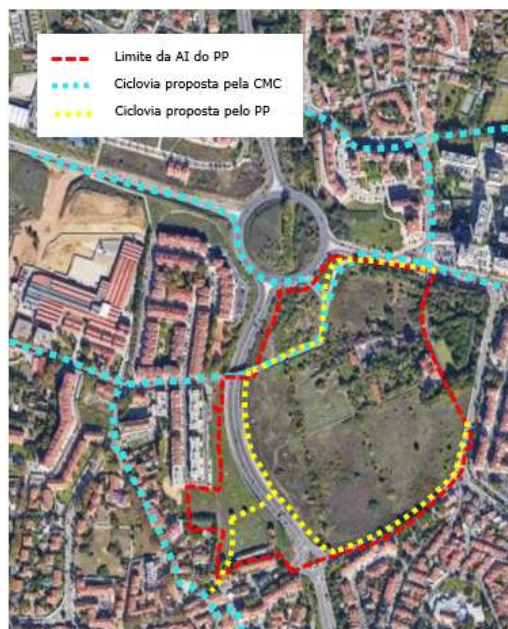 Limite da AI do PP
Ciclovia proposta pela CMC
Ciclovia proposta pelo PP